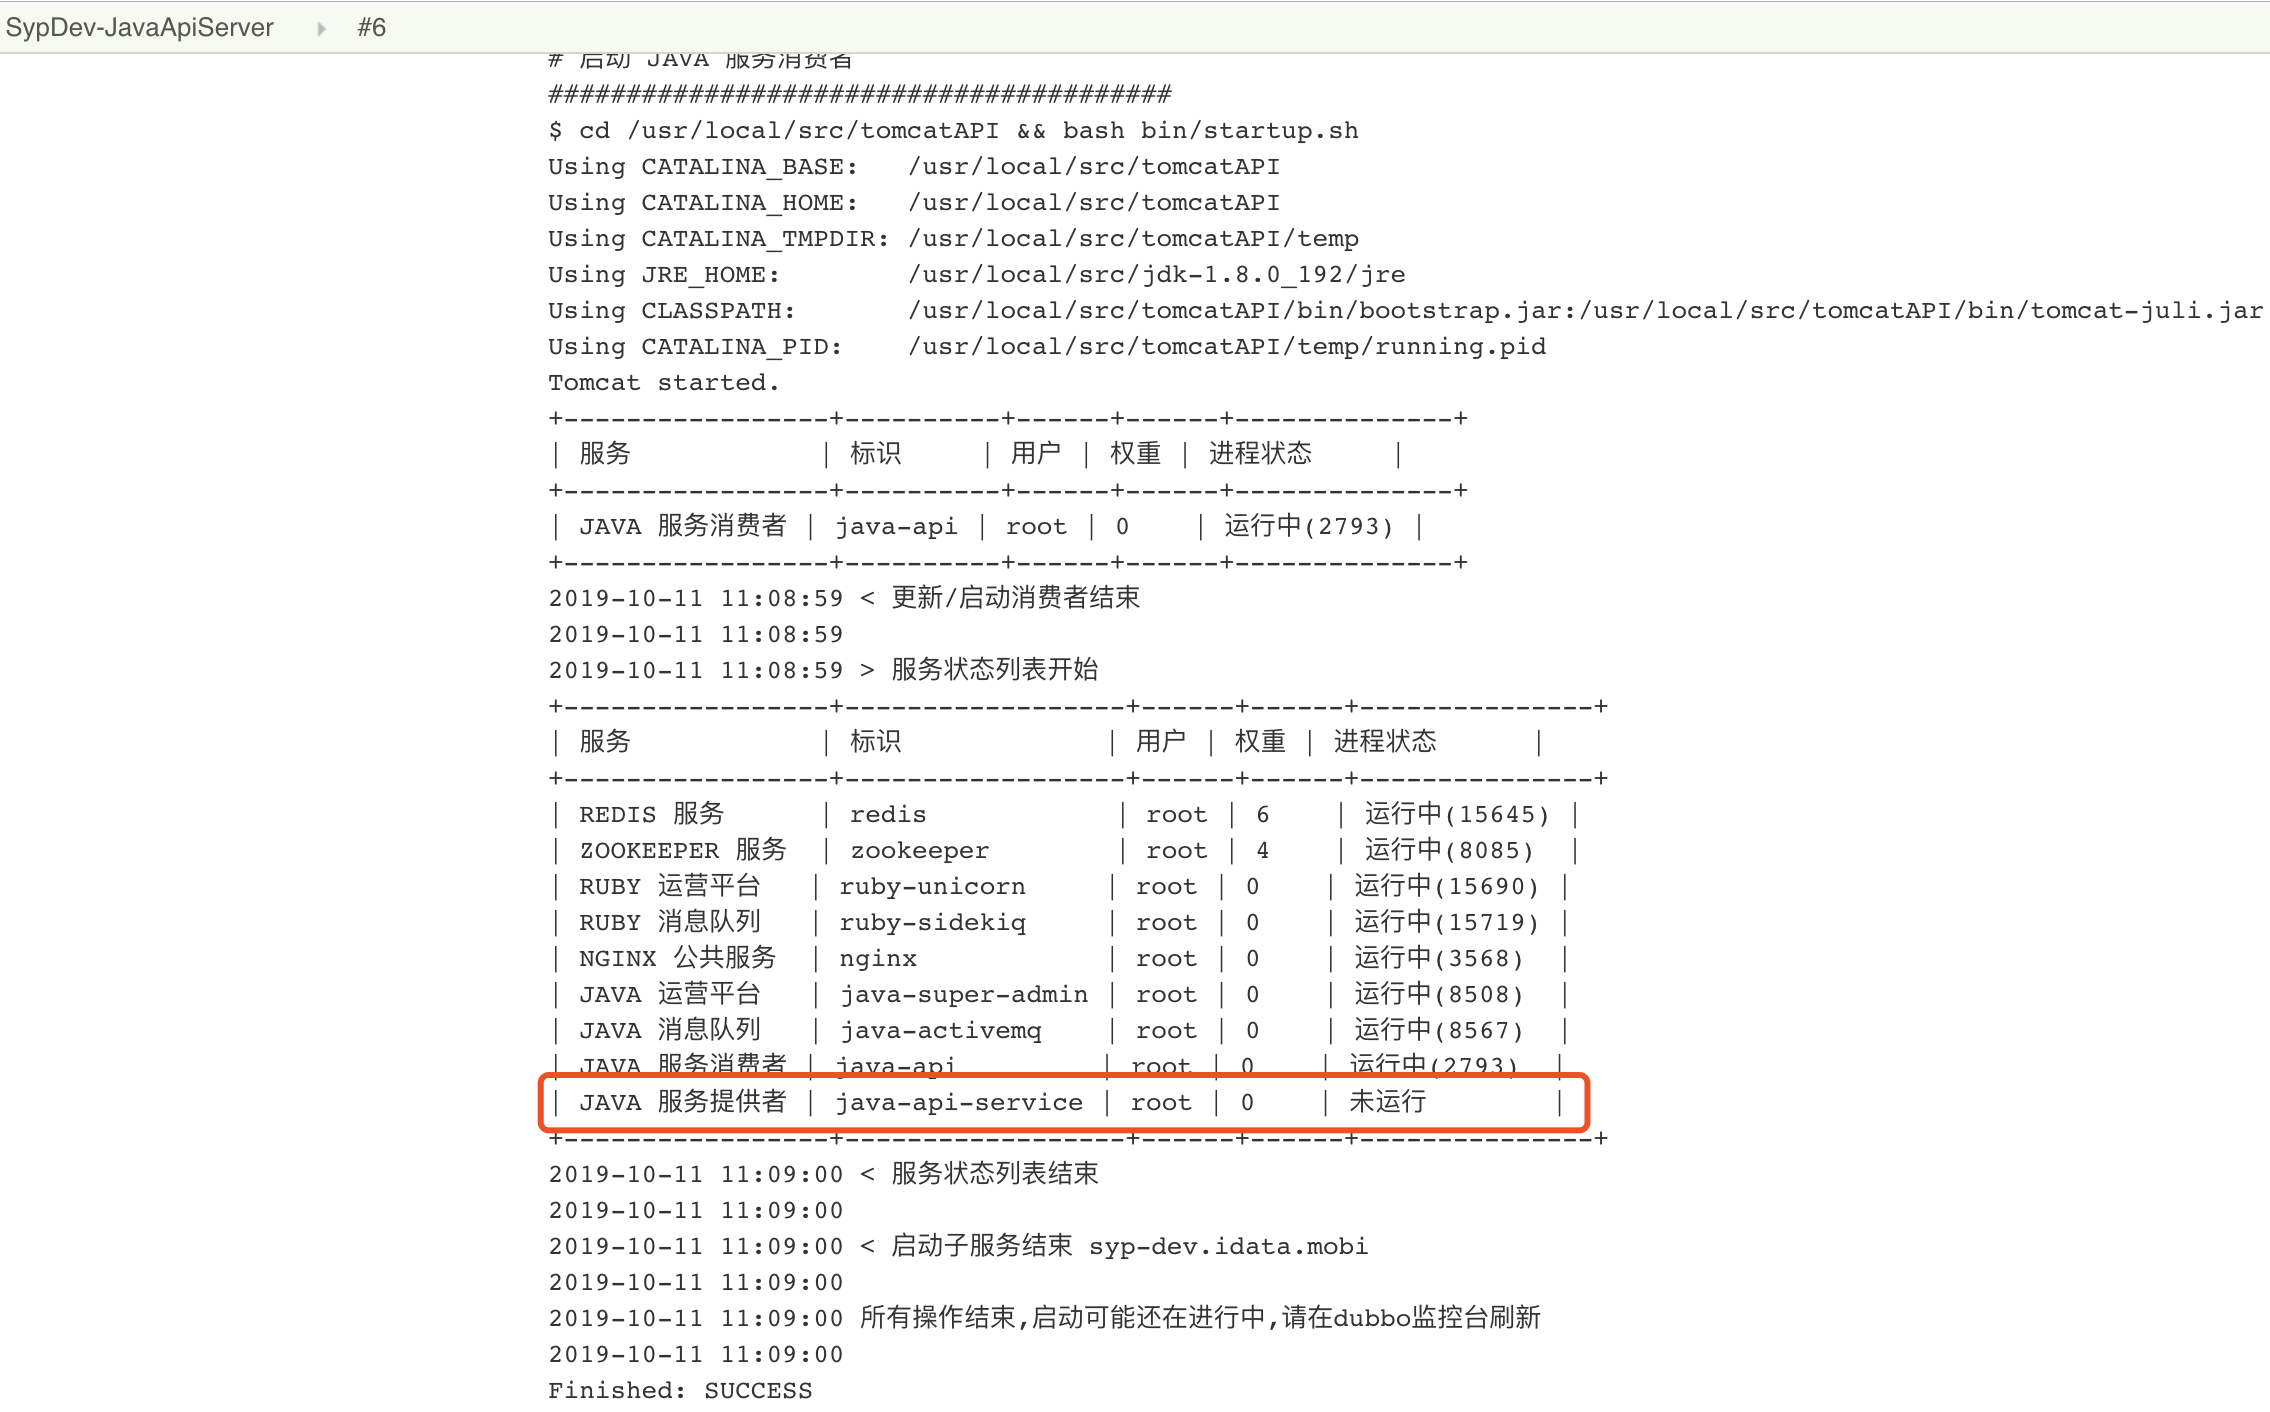 SypDev-JavaApiServer #6
# 启动 JAVA 服务消费者
########################################
$ cd /usr/local/src/tomcatAPI && bash bin/startup.sh
Using CATALINA_BASE:   /usr/local/src/tomcatAPI
Using CATALINA_HOME:   /usr/local/src/tomcatAPI
Using CATALINA_TMPDIR: /usr/local/src/tomcatAPI/temp
Using JRE_HOME:        /usr/local/src/jdk-1.8.0_192/jre
Using CLASSPATH:       /usr/local/src/tomcatAPI/bin/bootstrap.jar:/usr/local/src/tomcatAPI/bin/tomcat-juli.jar
Using CATALINA_PID:    /usr/local/src/tomcatAPI/temp/running.pid
Tomcat started.
+-----------------+----------+------+------+--------------+
| 服务            | 标识     | 用户 | 权重 | 进程状态     |
+-----------------+----------+------+------+--------------+
| JAVA 服务消费者 | java-api | root | 0    | 运行中(2793) |
+-----------------+----------+------+------+--------------+
2019-10-11 11:08:59 < 更新/启动消费者结束
2019-10-11 11:08:59
2019-10-11 11:08:59 > 服务状态列表开始
+-----------------+------------------+------+------+---------------+
| 服务            | 标识             | 用户 | 权重 | 进程状态      |
+-----------------+------------------+------+------+---------------+
| REDIS 服务      | redis            | root | 6    | 运行中(15645) |
| ZOOKEEPER 服务  | zookeeper        | root | 4    | 运行中(8085)  |
| RUBY 运营平台   | ruby-unicorn     | root | 0    | 运行中(15690) |
| RUBY 消息队列   | ruby-sidekiq     | root | 0    | 运行中(15719) |
| NGINX 公共服务  | nginx            | root | 0    | 运行中(3568)  |
| JAVA 运营平台   | java-super-admin | root | 0    | 运行中(8508)  |
| JAVA 消息队列   | java-activemq    | root | 0    | 运行中(8567)  |
| JAVA 服务消费者 | java-api         | root | 0    | 运行中(2793)  |
| JAVA 服务提供者 | java-api-service | root | 0    | 未运行        |
+-----------------+------------------+------+------+---------------+
2019-10-11 11:09:00 < 服务状态列表结束
2019-10-11 11:09:00
2019-10-11 11:09:00 < 启动子服务结束 syp-dev.idata.mobi
2019-10-11 11:09:00
2019-10-11 11:09:00 所有操作结束,启动可能还在进行中,请在dubbo监控台刷新
2019-10-11 11:09:00
Finished: SUCCESS